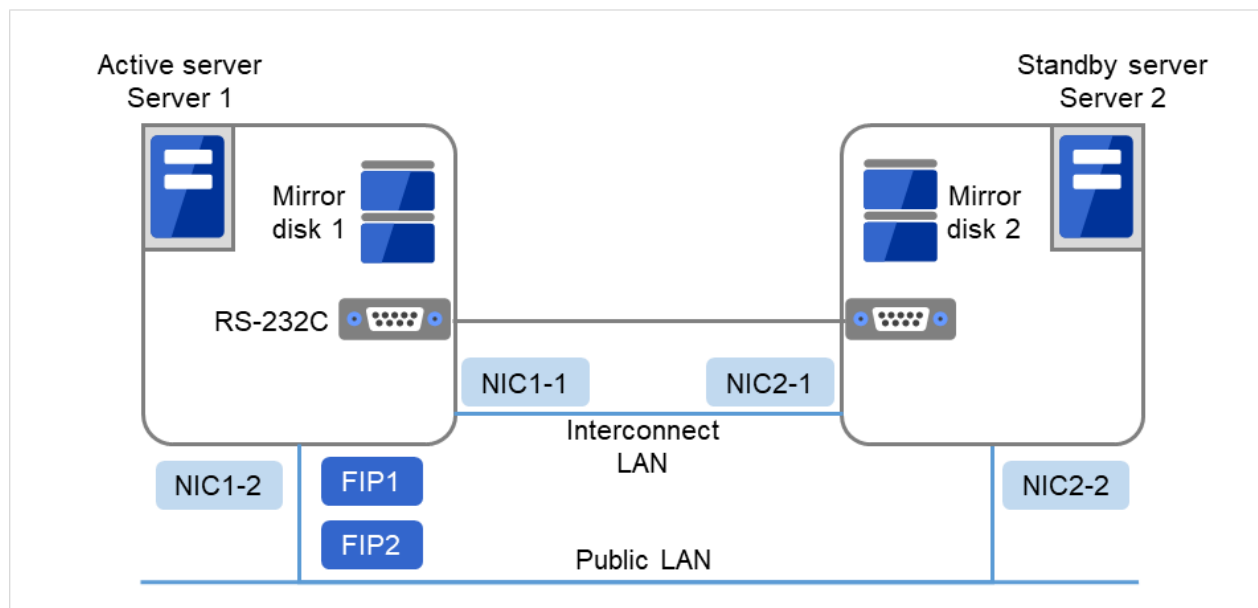 Active server
Server 1
Standby server
Server 2
Mirror
disk 1
Mirror
disk 2
RS-232C
NIC1-1
NIC2-1
Interconnect
LAN
NIC1-2
FIP1
NIC2-2
FIP2
Public LAN